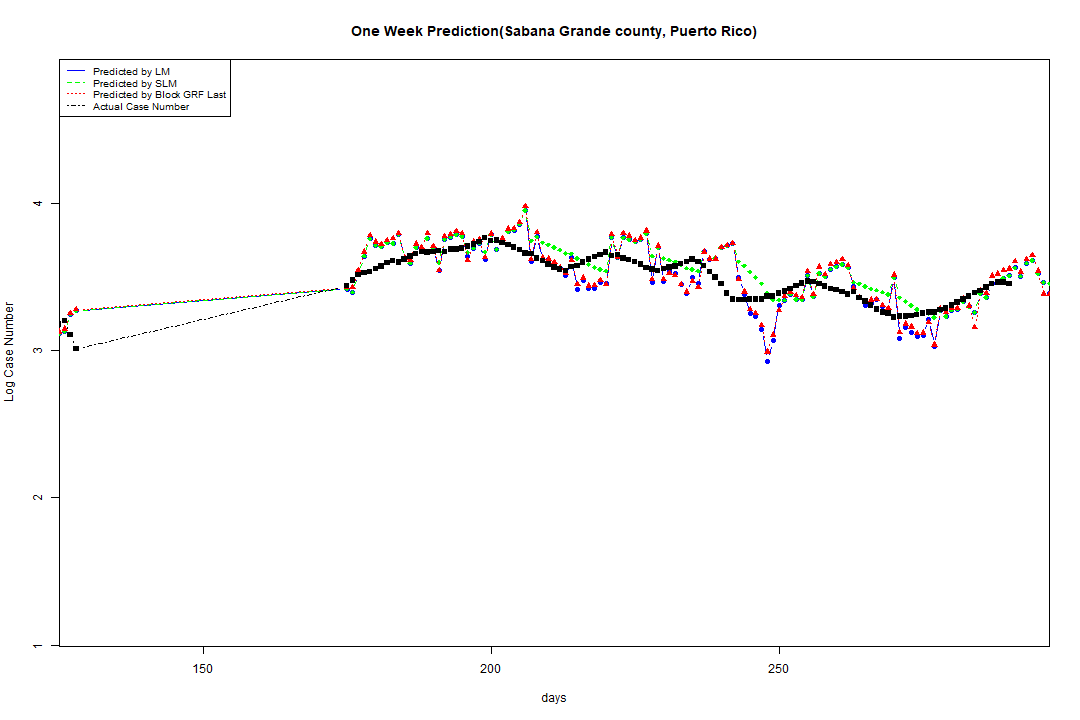 One Week Prediction(Sabana Grande county, Puerto Rico)
Predicted by LM
Predicted by SLM
Predicted by Block GRF Last
Actual Case Number
4
3
2
1
Log Case Number
150 200 250
days